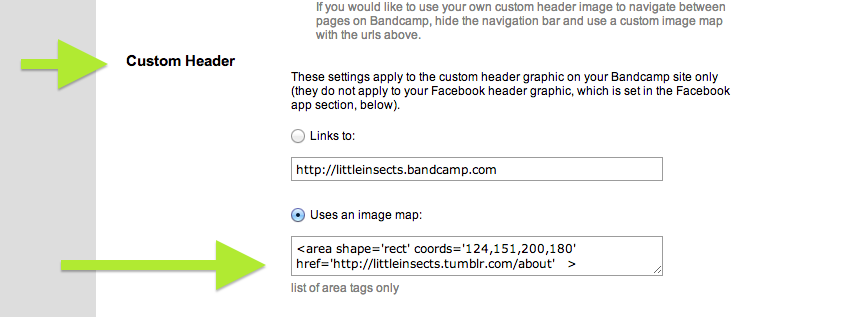 If you would like to use your own custom header image to navigate between
pages on Bandcamp, hide the navigation bar and use a custom image map
with the urls above.
Custom Header
These settings apply to the custom header graphic on your Bandcamp site only
(they do not apply to your Facebook header graphic, which is set in the Facebook
app section, below).
Links to:
http://littleinsects.bandcamp.com
Uses an image map:
<area shape='rect' coords='124,151,200,180'
href='http://littleinsects.tumblr.com/about'   >
list of area tags only